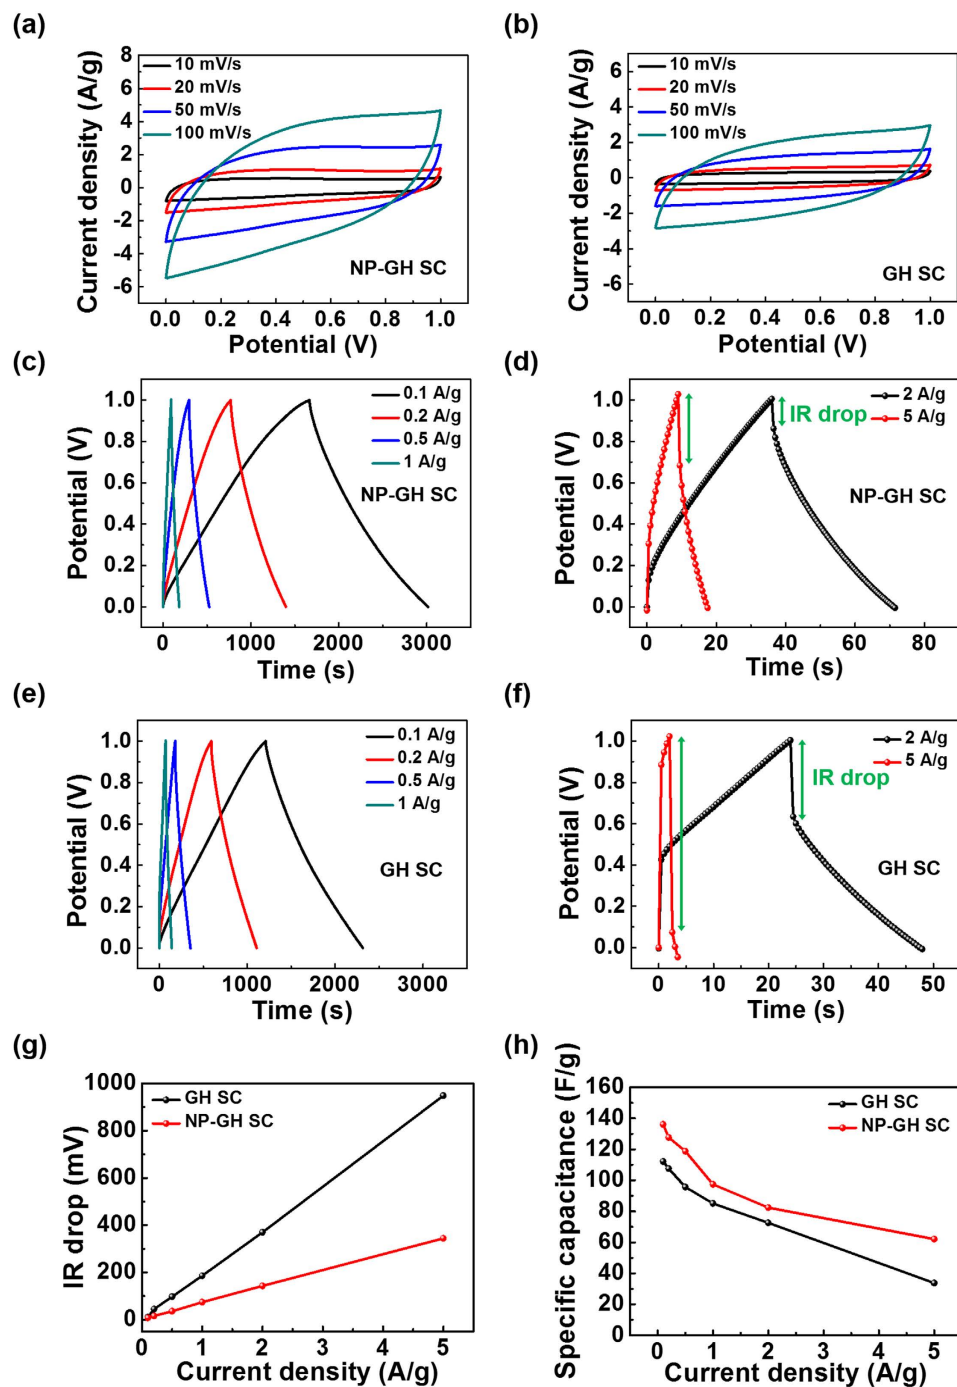 (a)
8
6
4
2
0
-2
-4
-6
Current density (A/g)
10 mV/s
20 mV/s
50 mV/s
100 mV/s
NP-GH SC
0.0 0.2 0.4 0.6 0.8 1.0
Potential (V)
(b)
6
4
2
0
-2
-4
-6
Current density (A/g)
10 mV/s
20 mV/s
50 mV/s
100 mV/s
GH SC
0.0 0.2 0.4 0.6 0.8 1.0
Potential (V)
(c)
1.0
0.8
0.6
0.4
0.2
0.0
Potential (V)
0.1 A/g
0.2 A/g
0.5 A/g
1 A/g
NP-GH SC
0 1000 2000 3000
Time (s)
(d)
1.0
0.8
0.6
0.4
0.2
0.0
Potential (V)
2 A/g
5 A/g
IR drop
NP-GH SC
0 20 40 60 80
Time (s)
(e)
1.0
0.8
0.6
0.4
0.2
0.0
Potential (V)
0.1 A/g
0.2 A/g
0.5 A/g
1 A/g
GH SC
0 1000 2000 3000
Time (s)
(f)
1.0
0.8
0.6
0.4
0.2
0.0
Potential (V)
2 A/g
5 A/g
IR drop
GH SC
0 10 20 30 40 50
Time (s)
(g)
1000
800
600
400
200
0
IR drop (mV)
GH SC
NP-GH SC
0 1 2 3 4 5
Current density (A/g)
(h)
160
140
120
100
80
60
40
20
0
Specific capacitance (F/g)
GH SC
NP-GH SC
0 1 2 3 4 5
Current density (A/g)